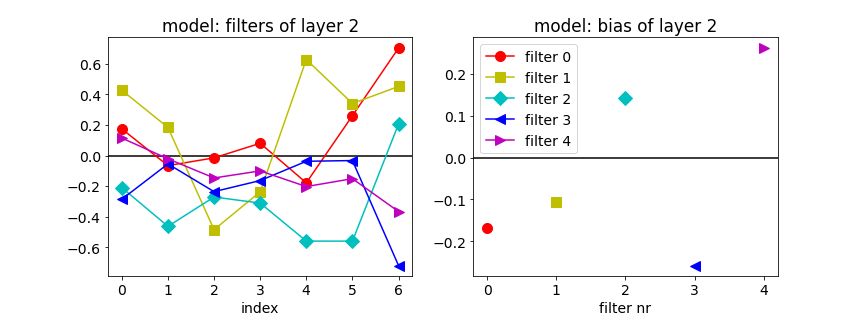 model: filters of layer 2
0.6
0.4
0.2
0.0
−0.2
−0.4
−0.6
0 1 2 3 4 5 6
index
model: bias of layer 2
filter 0
filter 1
filter 2
filter 3
filter 4
0.2
0.1
0.0
−0.1
−0.2
0 1 2 3 4
filter nr